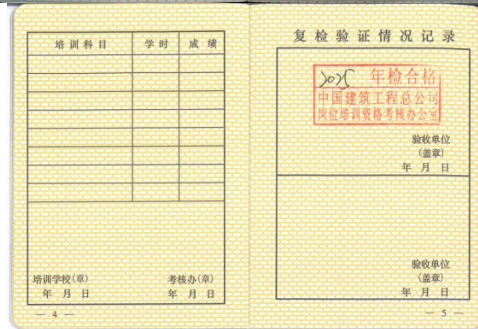 培训科目 学时 成绩
培训学校(章) 考核办(章)
年 月 日 年 月 日
— 4 —
复检验证情况记录
2025 年检合格
中国建筑工程总公司
岗位培训资格考核办公室
验收单位
(盖章)
年 月 日
验收单位
(盖章)
年 月 日
— 5 —